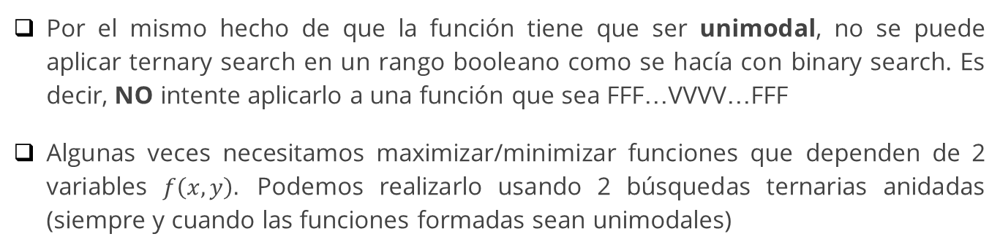 ❑ Por el mismo hecho de que la función tiene que ser unimodal, no se puede
aplicar ternary search en un rango booleano como se hacía con binary search. Es
decir, NO intente aplicarlo a una función que sea FFF…VVVV…FFF
❑ Algunas veces necesitamos maximizar/minimizar funciones que dependen de 2
variables f(x, y). Podemos realizarlo usando 2 búsquedas ternarias anidadas
(siempre y cuando las funciones formadas sean unimodales)